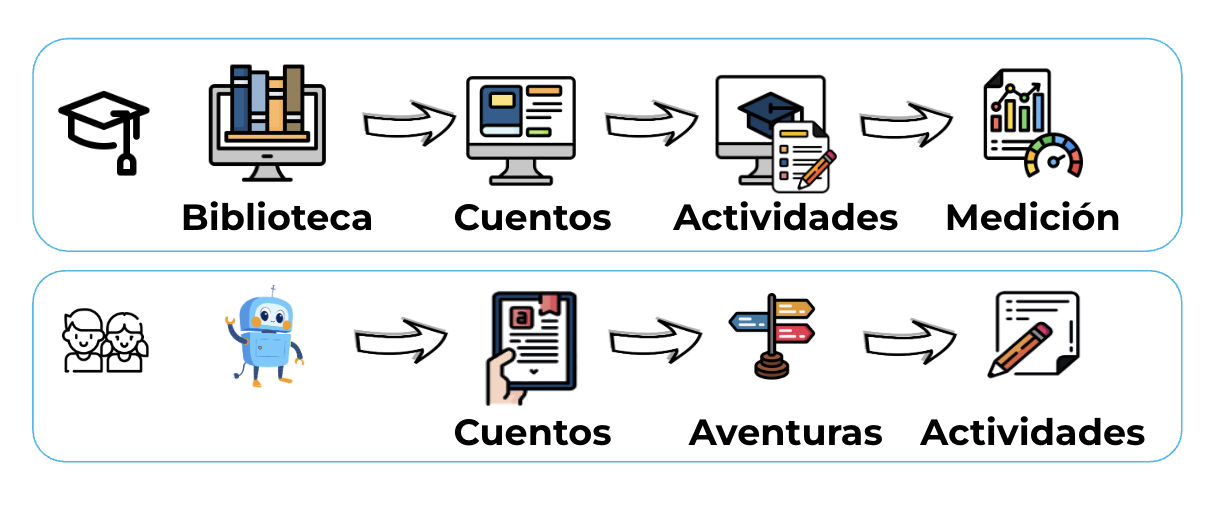 Biblioteca
Cuentos
Actividades
Medición
a
Cuentos
Aventuras
Actividades